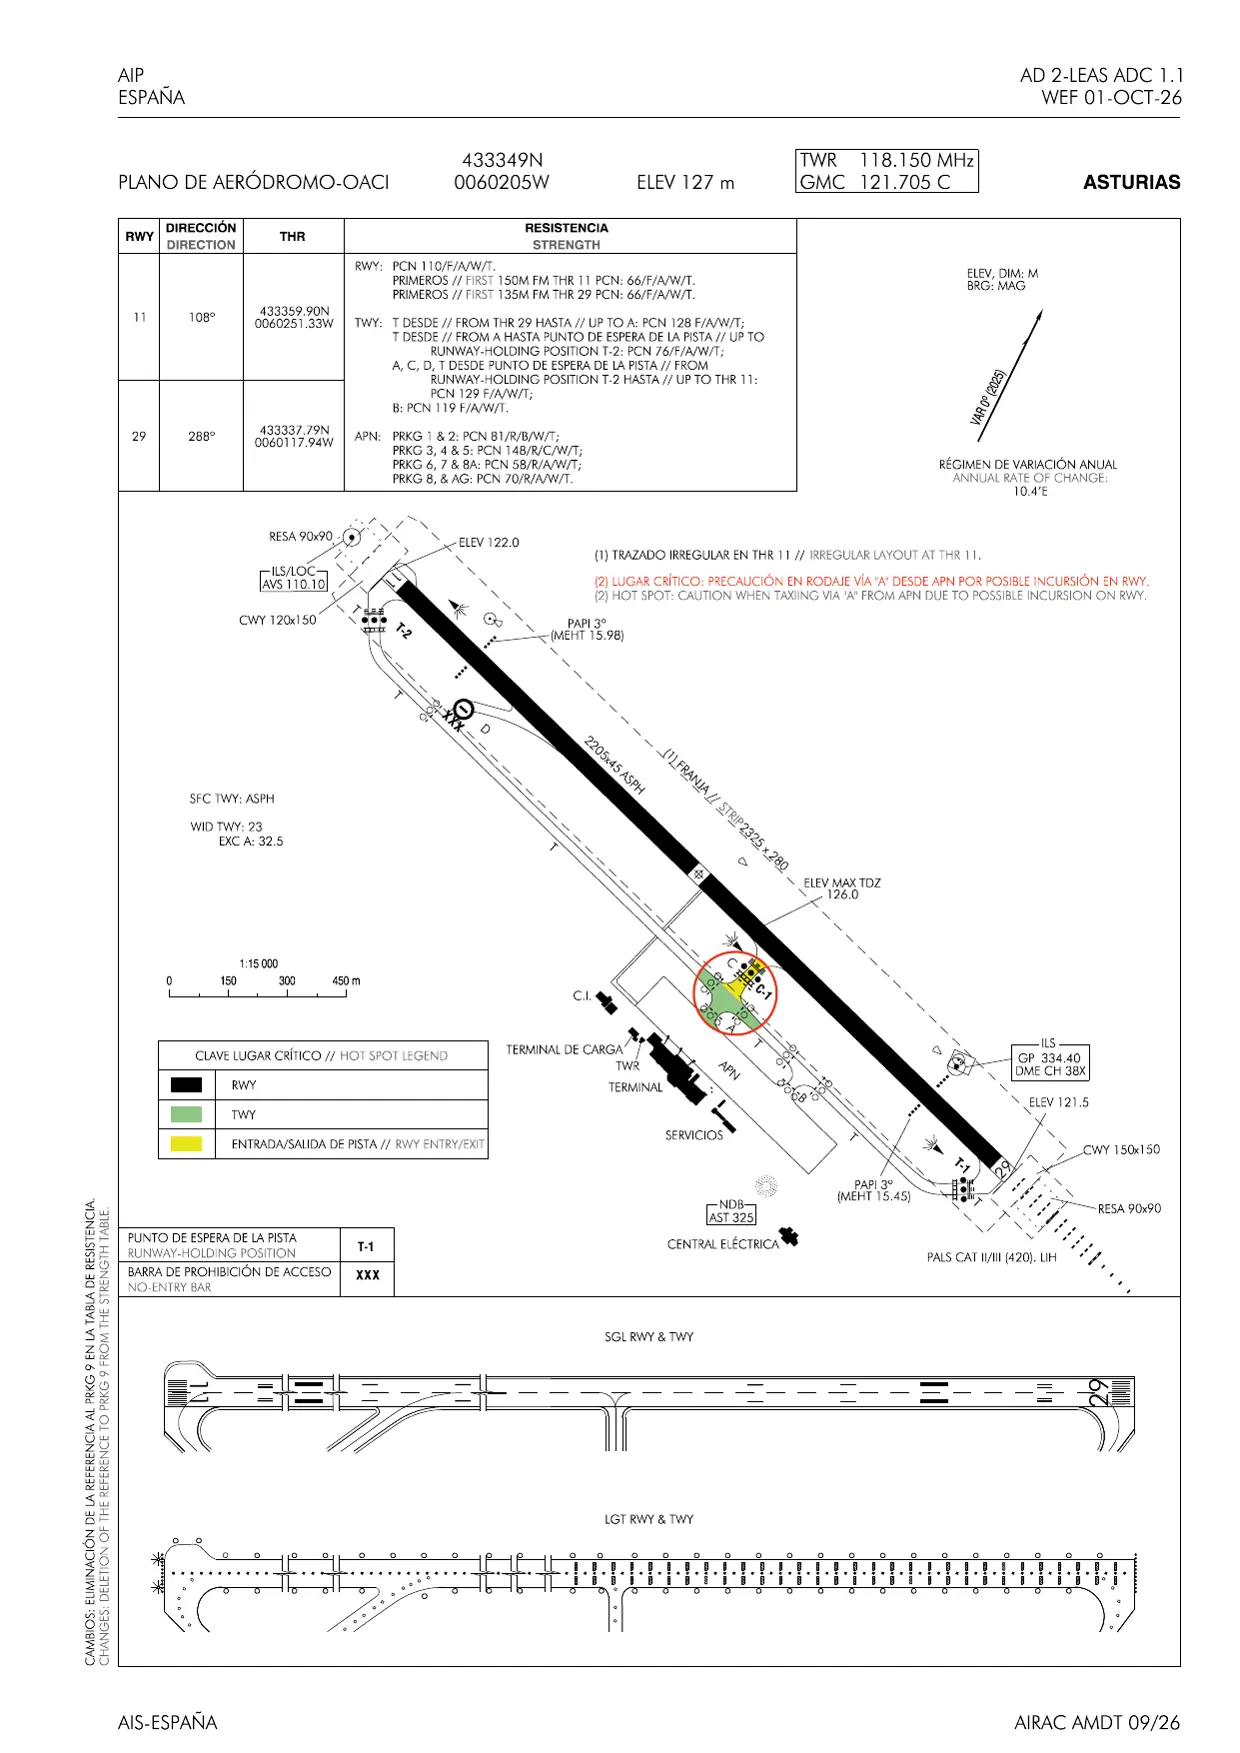 AIP
ESPAÑA
AD 2-LEAS ADC 1.1
WEF 01-OCT-26
PLANO DE AERÓDROMO-OACI
433349N
0060205W
ELEV 127 m
TWR 118.150 MHz
GMC 121.705 C
ASTURIAS
RWY
DIRECCIÓN
DIRECTION
THR
RESISTENCIA
STRENGTH
11
108º
433359.90N
0060251.33W
29
288º
433337.79N
0060117.94W
RWY: PCN 110/F/A/W/T.
PRIMEROS // FIRST 150M FM THR 11 PCN: 66/F/A/W/T.
PRIMEROS // FIRST 135M FM THR 29 PCN: 66/F/A/W/T.
TWY: T DESDE // FROM THR 29 HASTA // UP TO A: PCN 128 F/A/W/T;
T DESDE // FROM A HASTA PUNTO DE ESPERA DE LA PISTA // UP TO
RUNWAY-HOLDING POSITION T-2: PCN 76/F/A/W/T;
A, C, D, T DESDE PUNTO DE ESPERA DE LA PISTA // FROM
RUNWAY-HOLDING POSITION T-2 HASTA // UP TO THR 11:
PCN 129 F/A/W/T;
B: PCN 119 F/A/W/T.
APN: PRKG 1 & 2: PCN 81/R/B/W/T;
PRKG 3, 4 & 5: PCN 148/R/C/W/T;
PRKG 6, 7 & 8A: PCN 58/R/A/W/T;
PRKG 8, & AG: PCN 70/R/A/W/T.
ELEV, DIM: M
BRG: MAG
VAR 0º (2025)
RÉGIMEN DE VARIACIÓN ANUAL
ANNUAL RATE OF CHANGE:
10.4'E
RESA 90x90
ILS/LOC
AVS 110.10
CWY 120x150
ELEV 122.0
(1) TRAZADO IRREGULAR EN THR 11 // IRREGULAR LAYOUT AT THR 11.
(2) LUGAR CRÍTICO: PRECAUCIÓN EN RODAJE VÍA "A" DESDE APN POR POSIBLE INCURSIÓN EN RWY.
(2) HOT SPOT: CAUTION WHEN TAXIING VIA "A" FROM APN DUE TO POSSIBLE INCURSION ON RWY.
11
T
T-2
PAPI 3º
(MEHT 15.98)
T
XXX
D
2205x45 ASPH
(1) FRANJA // STRIP 2325 x 280
SFC TWY: ASPH
WID TWY: 23
EXC A: 32.5
T
ELEV MAX TDZ
126.0
1:15 000
0 150 300 450 m
C
C-1
A
T
C.I.
TERMINAL DE CARGA
TWR
TERMINAL
APN
B
SERVICIOS
T
ILS
GP 334.40
DME CH 38X
ELEV 121.5
CWY 150x150
RESA 90x90
T-1
29
T
PAPI 3º
(MEHT 15.45)
NDB
AST 325
CENTRAL ELÉCTRICA
PALS CAT II/III (420). LIH
CLAVE LUGAR CRÍTICO // HOT SPOT LEGEND
RWY
TWY
ENTRADA/SALIDA DE PISTA // RWY ENTRY/EXIT
PUNTO DE ESPERA DE LA PISTA
RUNWAY-HOLDING POSITION
T-1
BARRA DE PROHIBICIÓN DE ACCESO
NO-ENTRY BAR
XXX
SGL RWY & TWY
11
29
LGT RWY & TWY
CAMBIOS: ELIMINACIÓN DE LA REFERENCIA AL PRKG 9 EN LA TABLA DE RESISTENCIA.
CHANGES: DELETION OF THE REFERENCE TO PRKG 9 FROM THE STRENGTH TABLE.
AIS-ESPAÑA
AIRAC AMDT 09/26